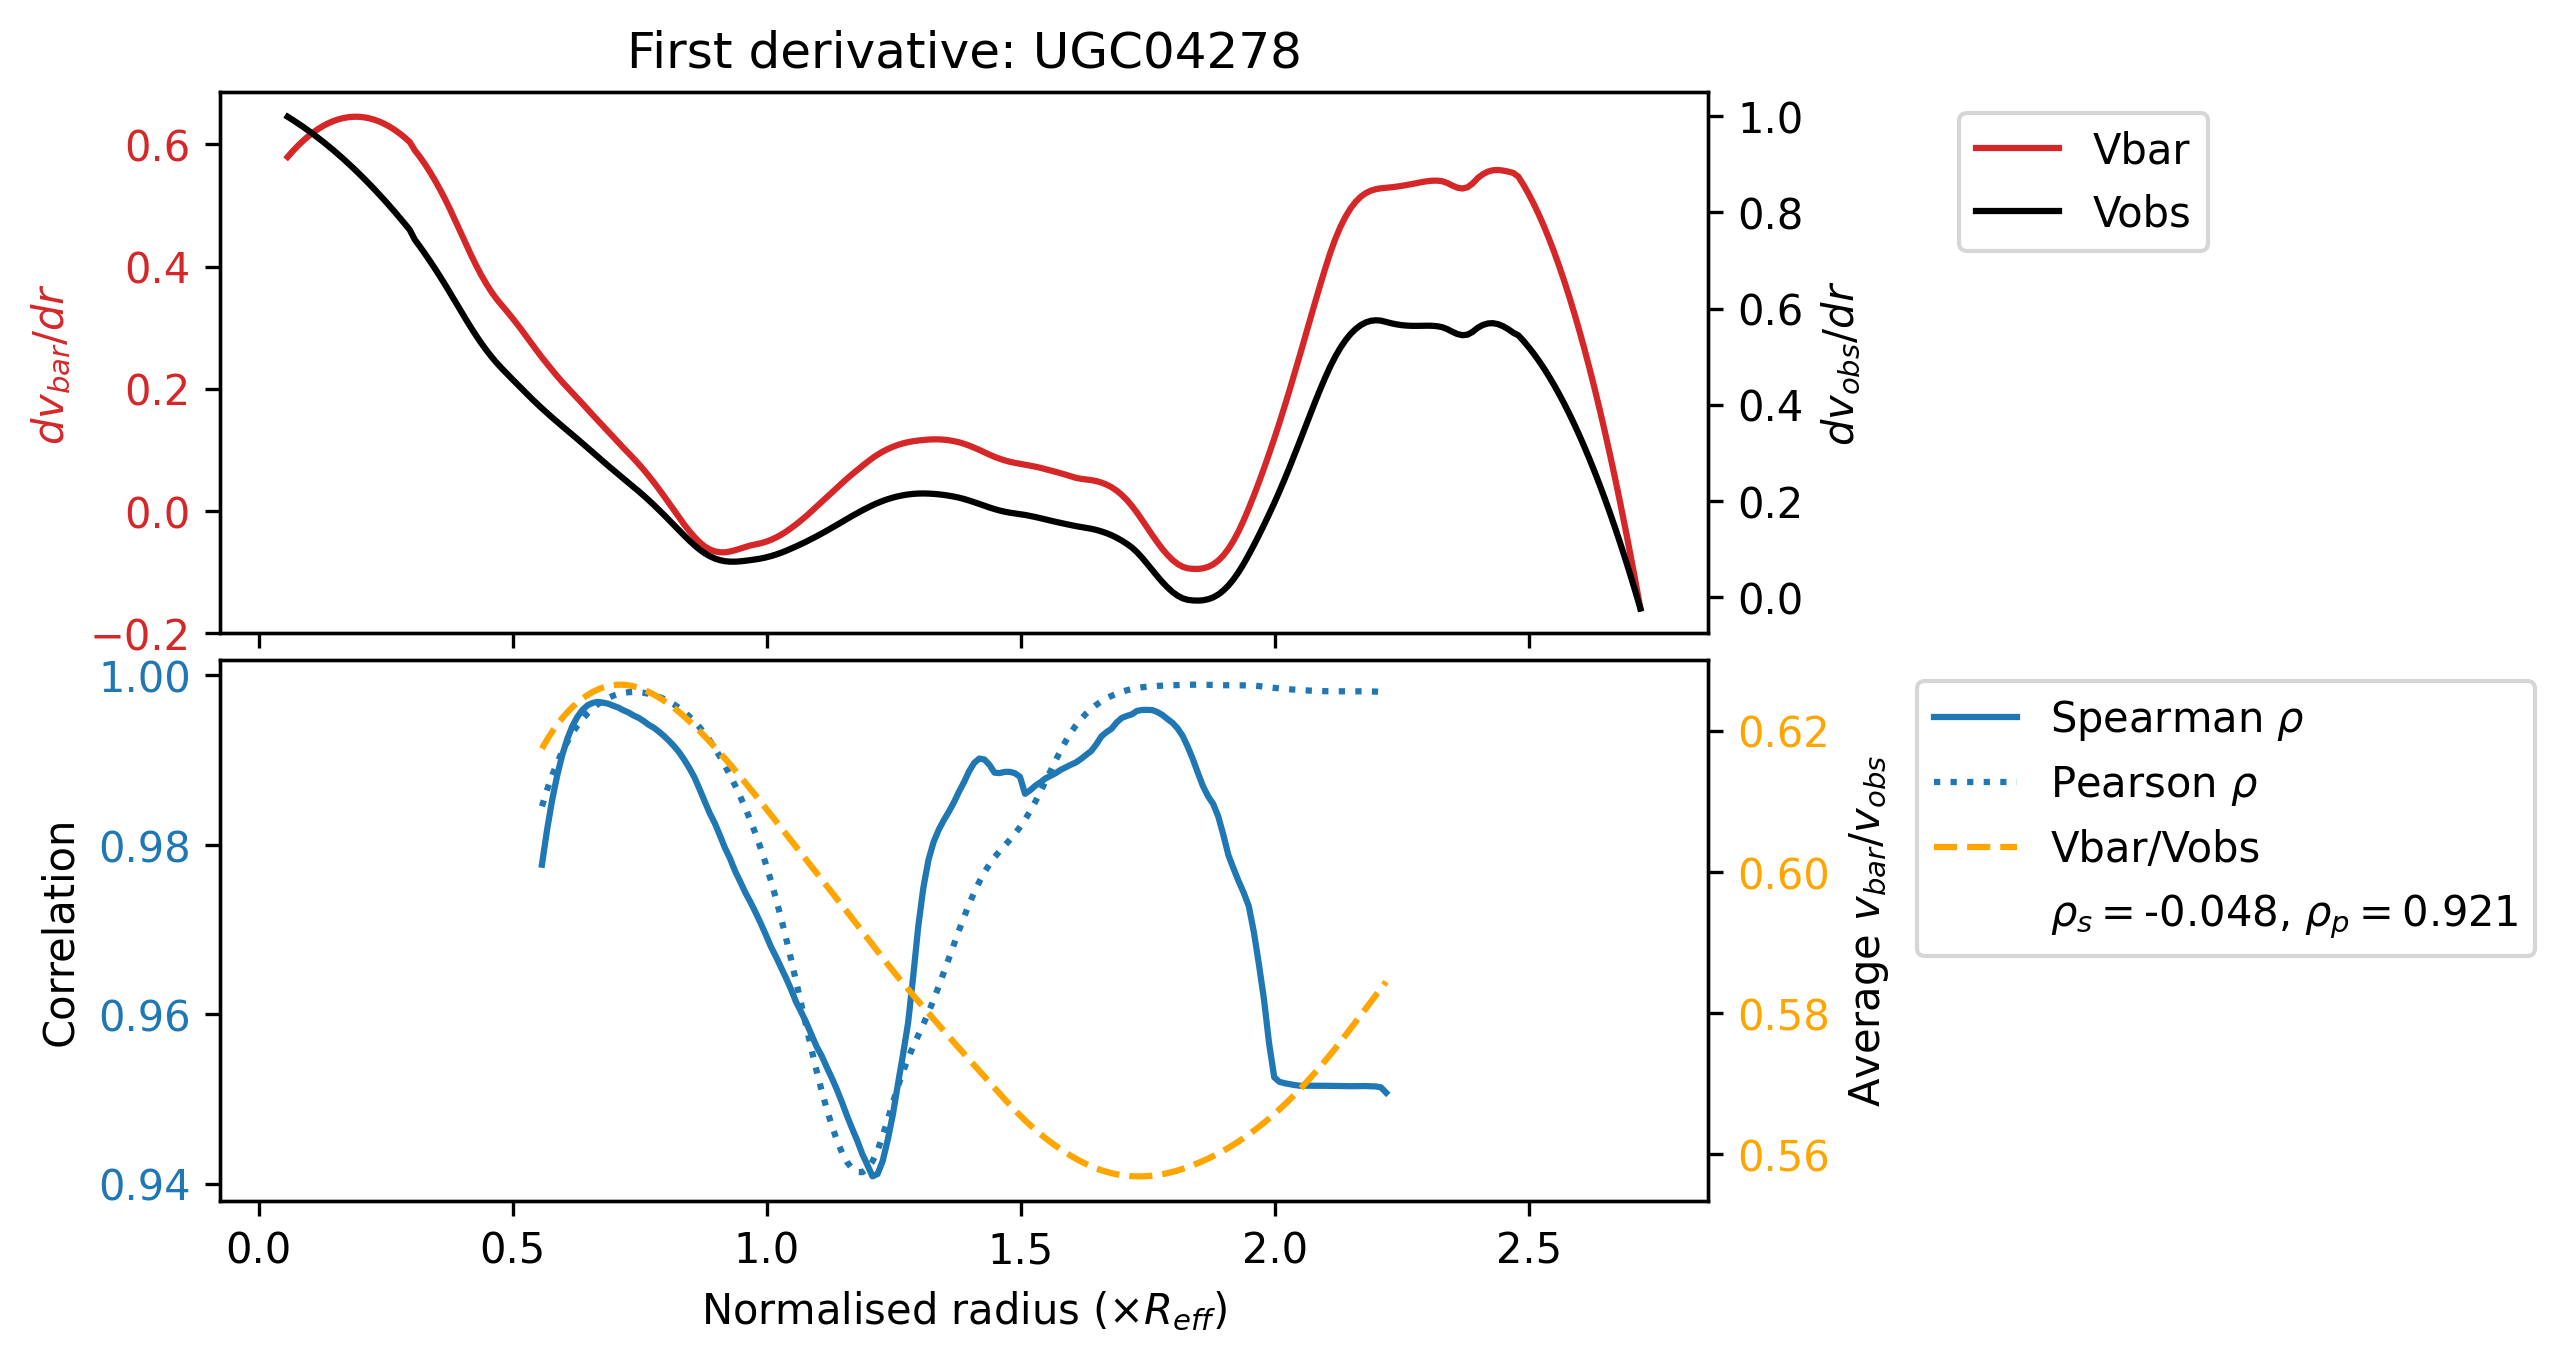 First derivative: UGC04278
0.6
0.4
0.2
0.0
−0.2
dv_bar/dr
1.0
0.8
0.6
0.4
0.2
0.0
dv_obs/dr
Vbar
Vobs
1.00
0.98
0.96
0.94
Correlation
0.62
0.60
0.58
0.56
Average v_bar/v_obs
Spearman ρ
Pearson ρ
Vbar/Vobs
ρ_s = -0.048, ρ_p = 0.921
0.0 0.5 1.0 1.5 2.0 2.5
Normalised radius (×R_eff)